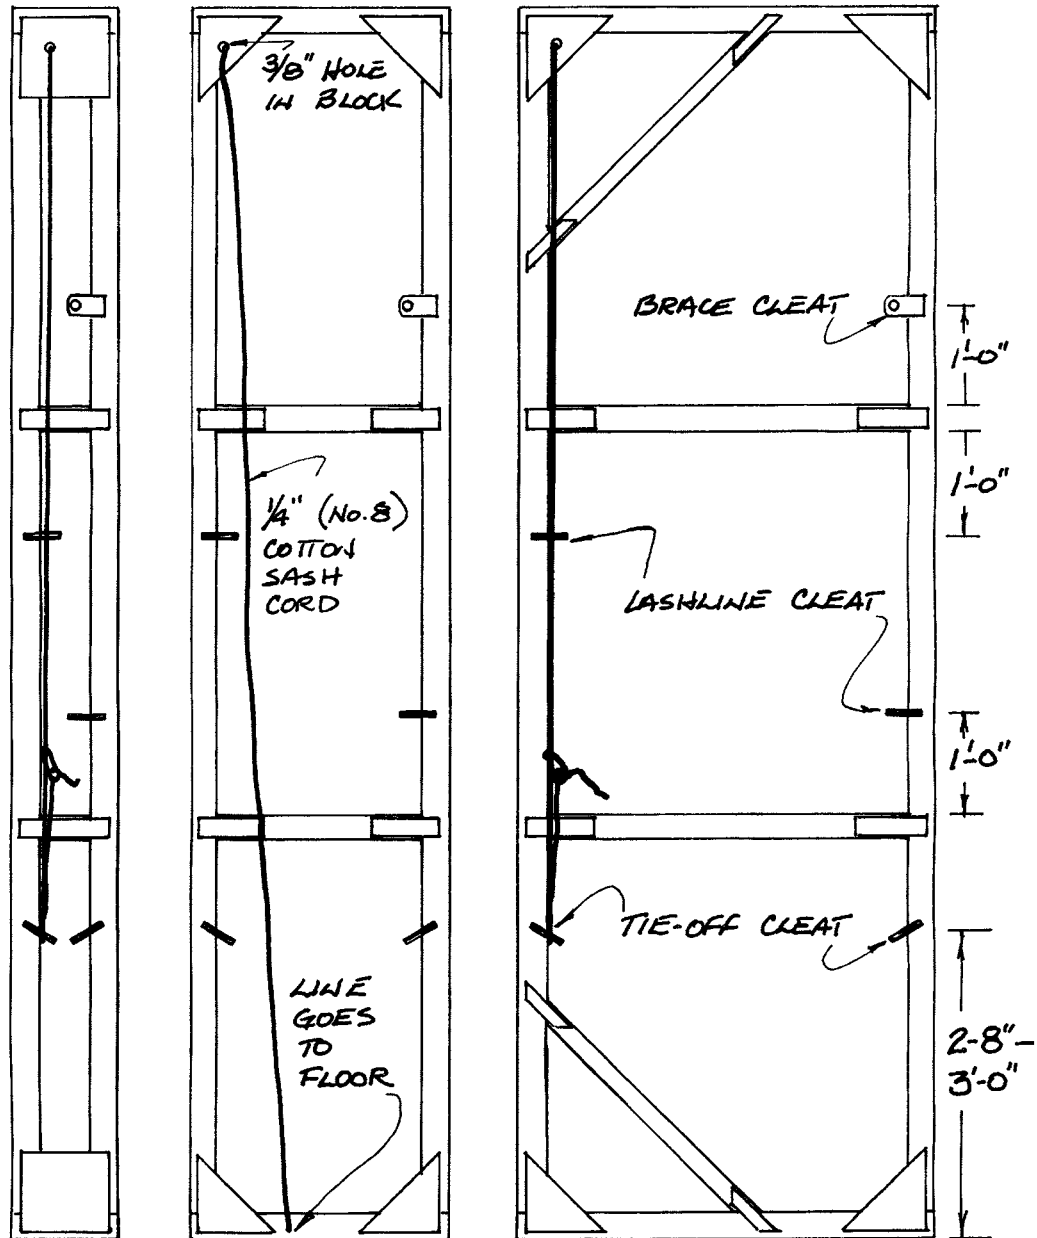 3/8" HOLE
IN BLOCK
BRACE CLEAT
1'-0"
1'-0"
1/4" (No. 8)
COTTON
SASH
CORD
LASHLINE CLEAT
1'-0"
TIE-OFF CLEAT
LINE
GOES
TO
FLOOR
2-8"–
3'-0"